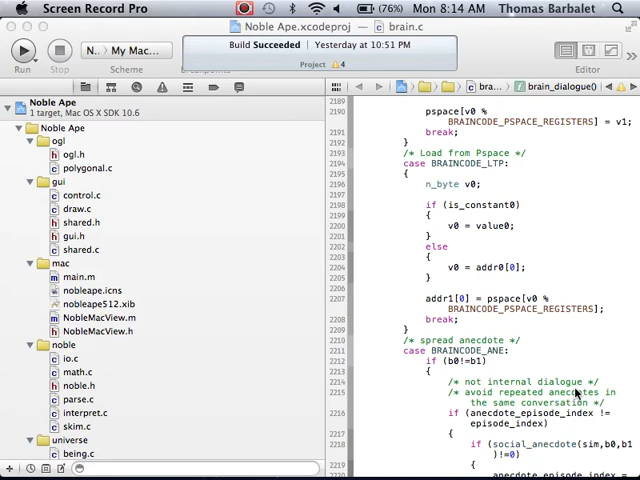 Screen Record Pro (76%) Mon 8:14 AM Thomas Barbalet
Noble Ape.xcodeproj — brain.c
Build Succeeded | Yesterday at 10:51 PM
Project 4
Run Stop Scheme Breakpoints Editor
N... My Mac...
bra... brain_dialogue()
Noble Ape
1 target, Mac OS X SDK 10.6
Noble Ape
ogl
ogl.h
polygonal.c
gui
control.c
draw.c
shared.h
gui.h
shared.c
mac
main.m
nobleape.icns
nobleape512.xib
NobleMacView.m
NobleMacView.h
noble
io.c
math.c
noble.h
parse.c
interpret.c
skim.c
universe
being.c
2189
2190 pspace[v0 %
BRAINCODE_PSPACE_REGISTERS] = v1;
2191 break;
2192 }
2193 /* Load from Pspace */
2194 case BRAINCODE_LTP:
2195 {
2196 n_byte v0;
2197
2198 if (is_constant0)
2199 {
2200 v0 = value0;
2201 }
2202 else
2203 {
2204 v0 = addr0[0];
2205 }
2206
2207 addr1[0] = pspace[v0 %
BRAINCODE_PSPACE_REGISTERS];
2208 break;
2209 }
2210 /* spread anecdote */
2211 case BRAINCODE_ANE:
2212 if (b0!=b1)
2213 {
2214 /* not internal dialogue */
2215 /* avoid repeated anecdotes in
the same conversation */
2216 if (anecdote_episode_index !=
episode_index)
2217 {
2218 if (social_anecdote(sim,b0,b1
)!=0)
2219 {
2220 anecdote_episode_index =